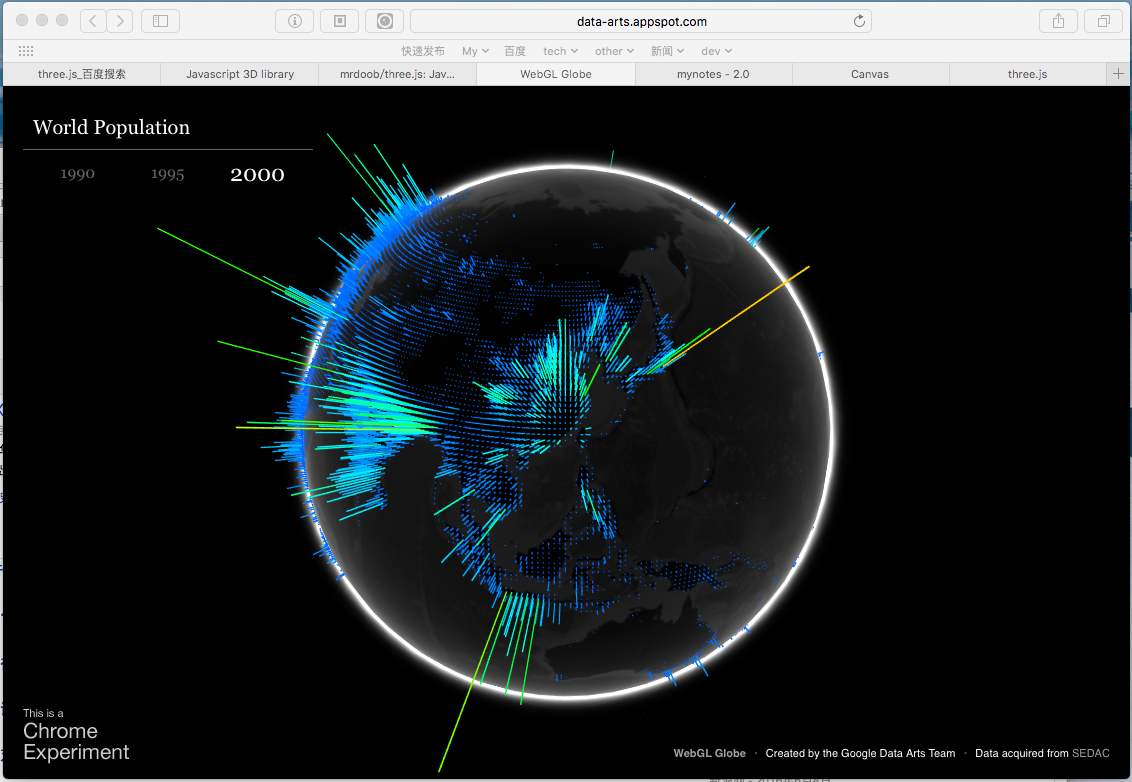 data-arts.appspot.com
快速发布 My 百度 tech other 新闻 dev
three.js_百度搜索 Javascript 3D library mrdoob/three.js: Jav... WebGL Globe mynotes - 2.0 Canvas three.js
World Population
1990 1995 2000
This is a
Chrome
Experiment
WebGL Globe · Created by the Google Data Arts Team · Data acquired from SEDAC